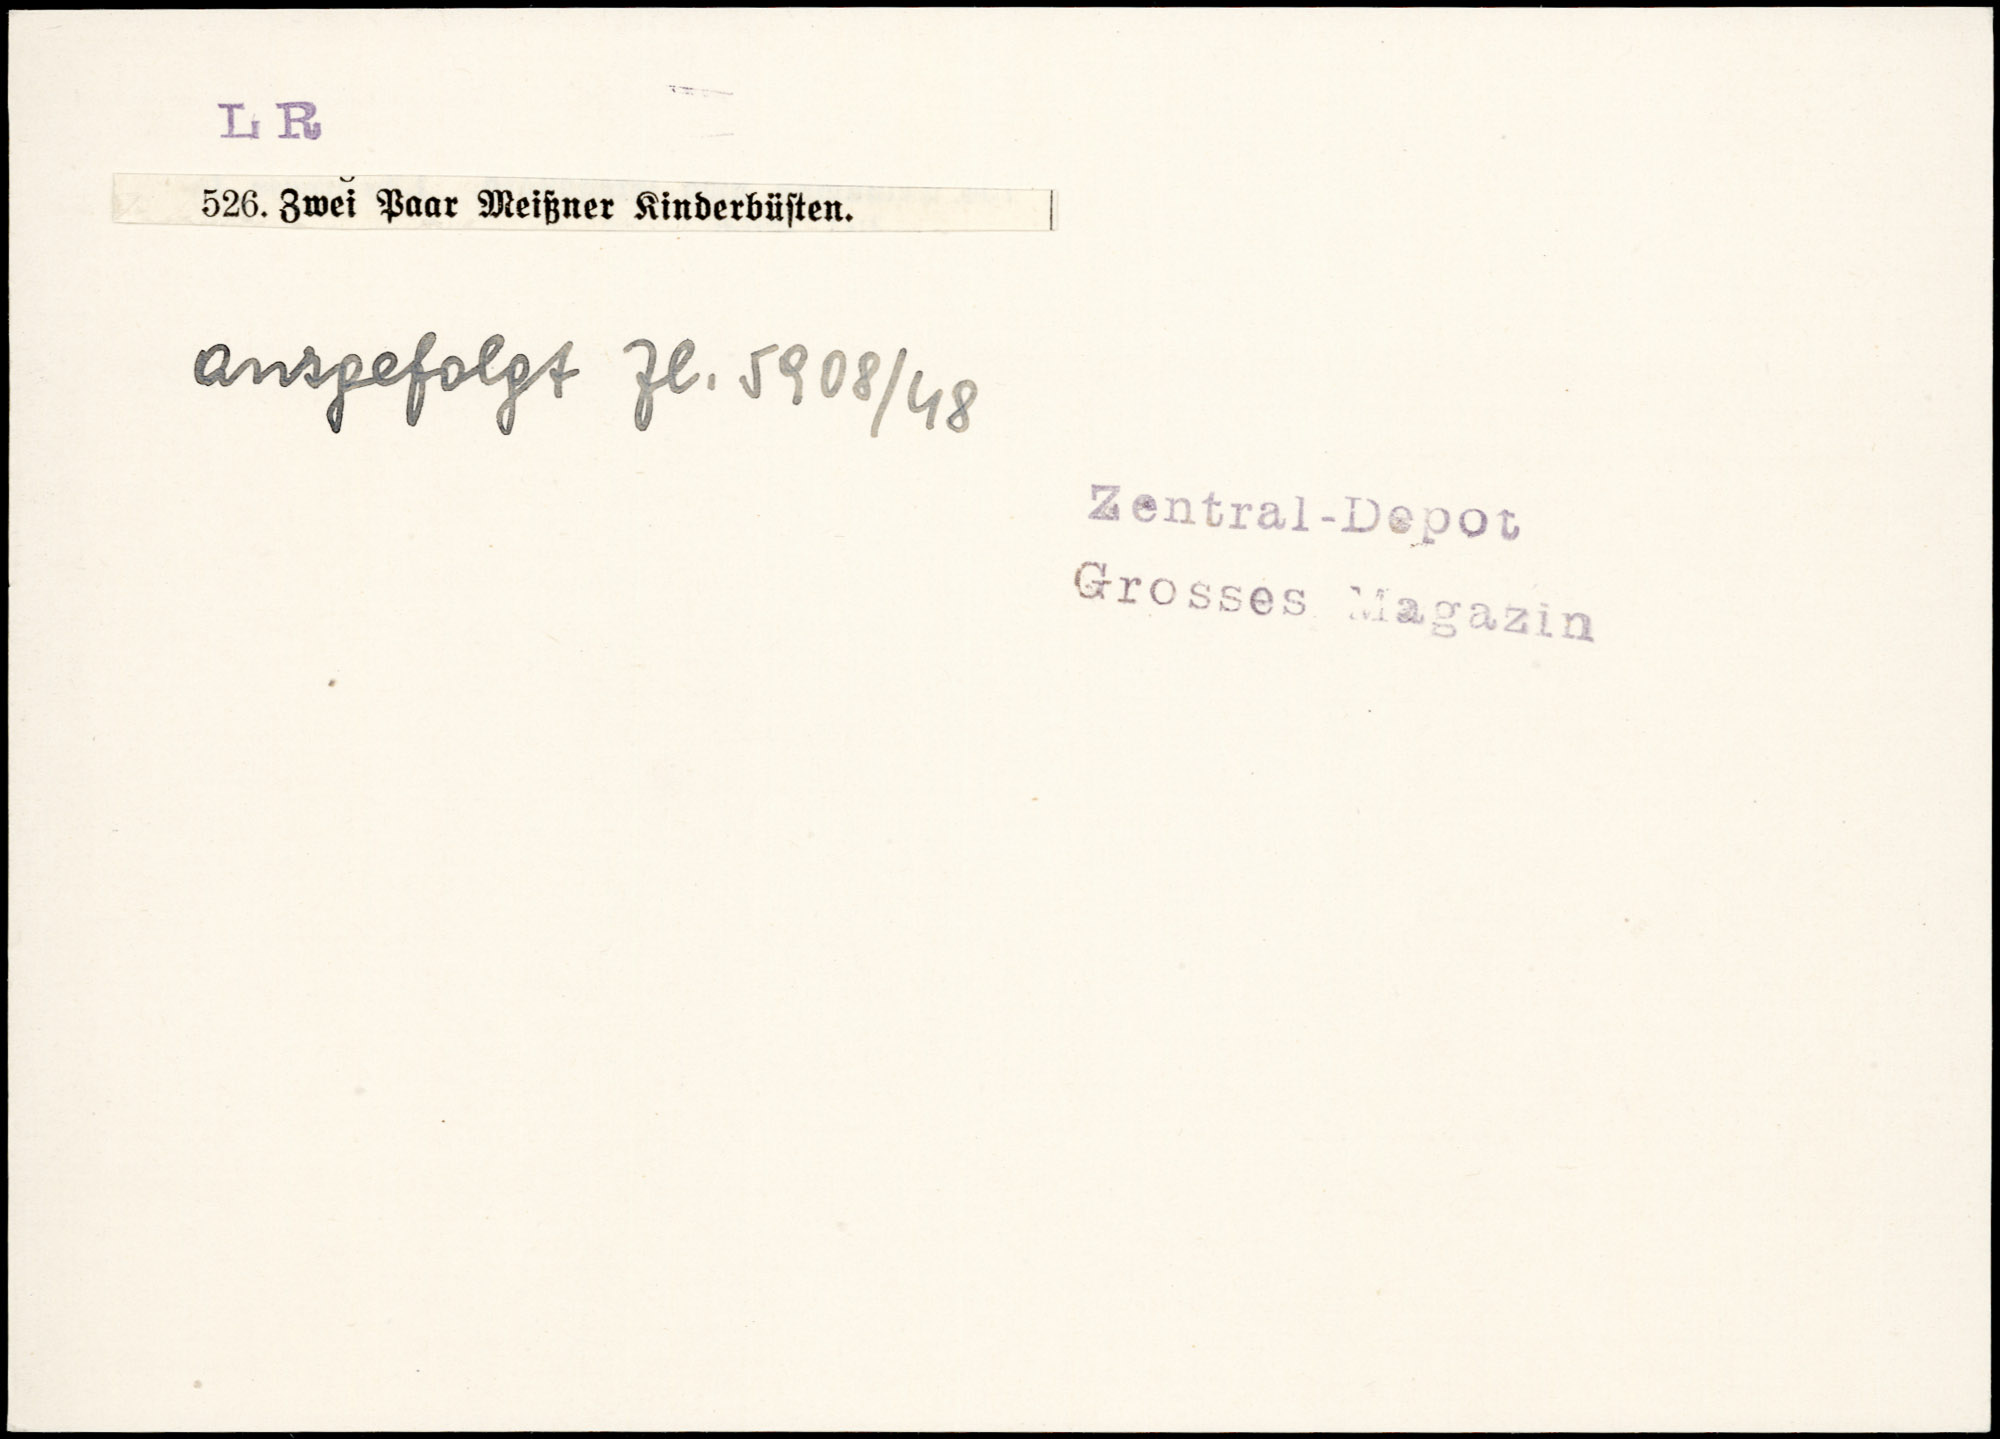 L R
526. Zwei Paar Meißner Kinderbüsten.
ausgefolgt Zl. 5908/48
Zentral-Depot
Grosses Magazin